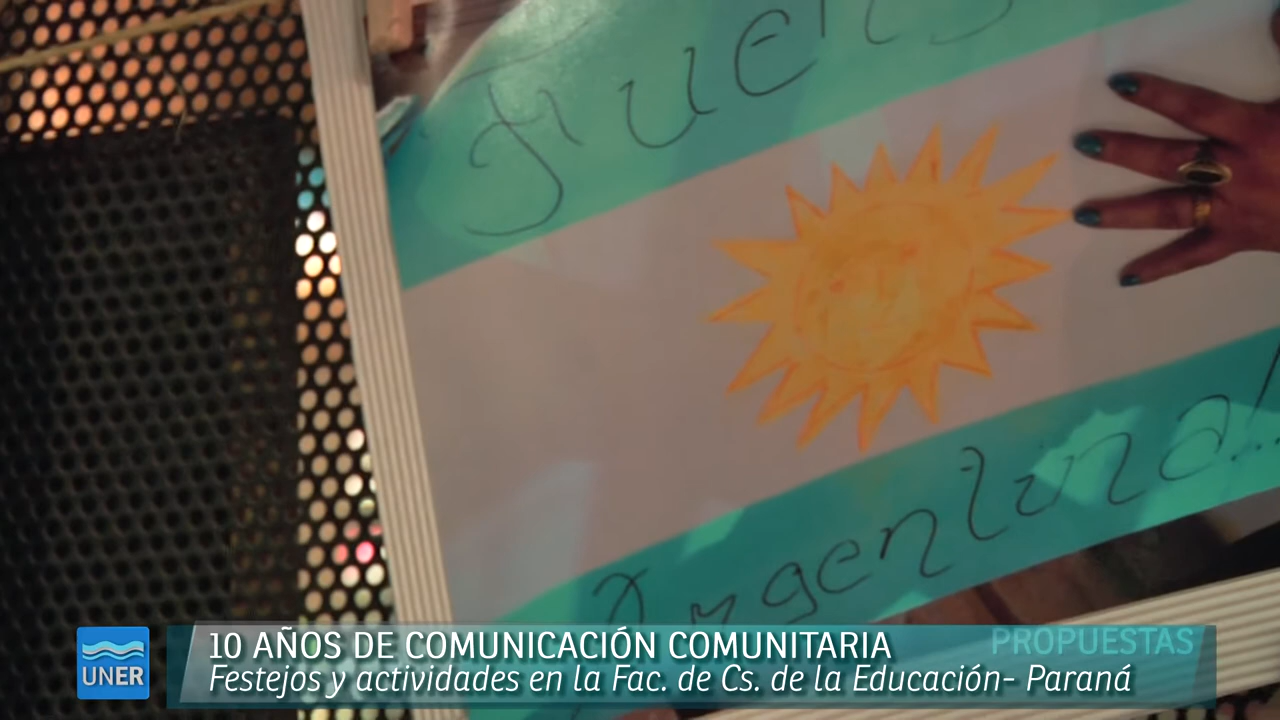 Argentina!
UNER
10 AÑOS DE COMUNICACIÓN COMUNITARIA
PROPUESTAS
Festejos y actividades en la Fac. de Cs. de la Educación- Paraná